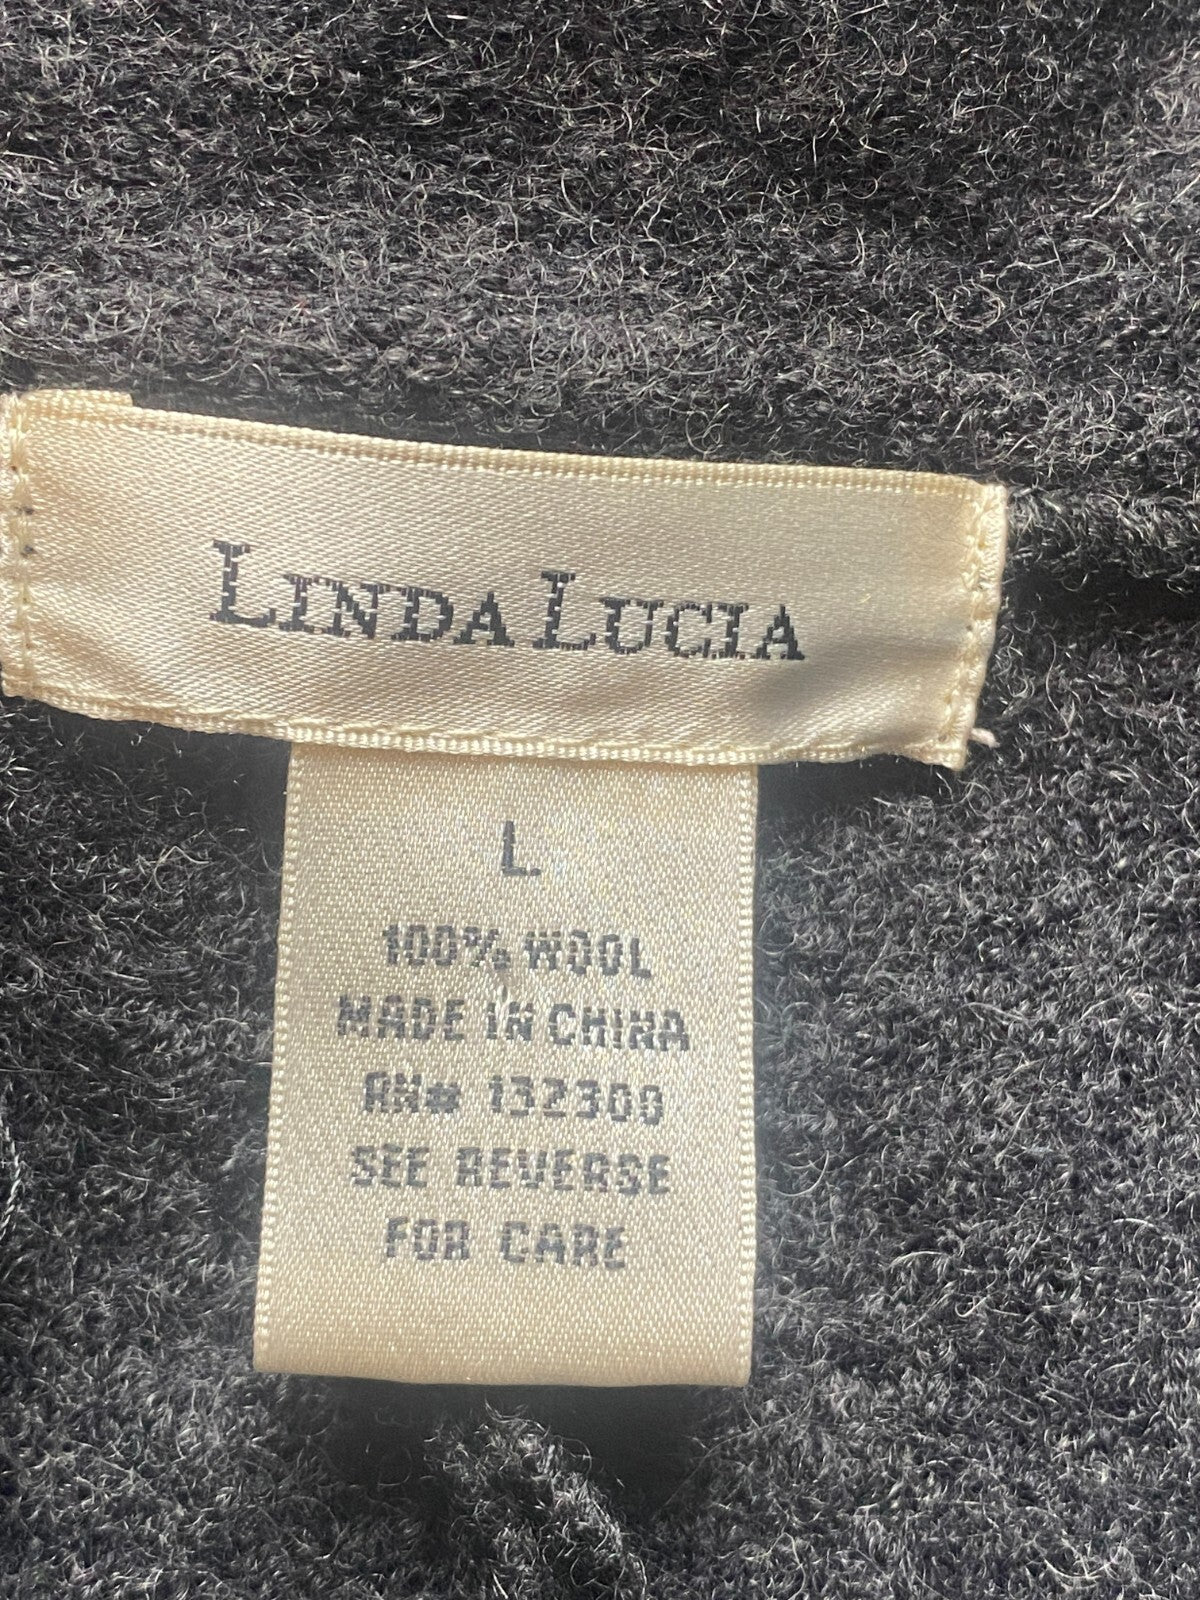 LINDA LUCIA
L
100% WOOL
MADE IN CHINA
RN# 132300
SEE REVERSE
FOR CARE